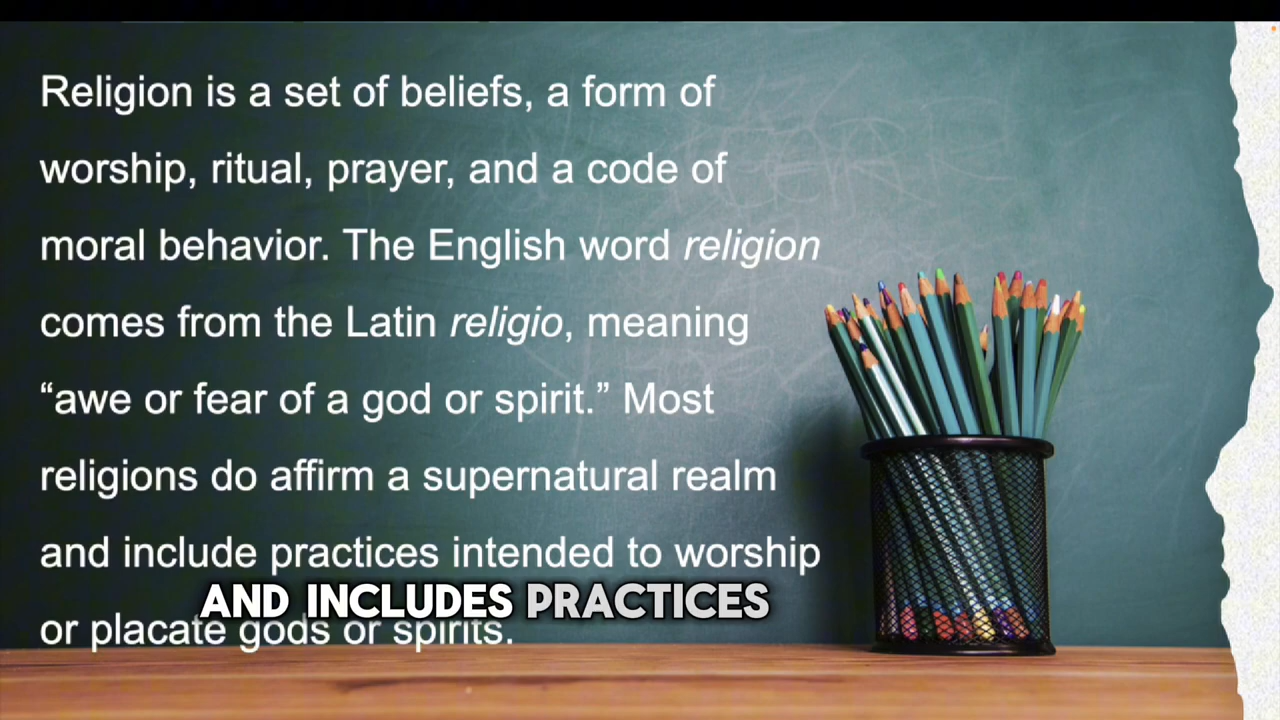 Religion is a set of beliefs, a form of
worship, ritual, prayer, and a code of
moral behavior. The English word religion
comes from the Latin religio, meaning
“awe or fear of a god or spirit.” Most
religions do affirm a supernatural realm
and include practices intended to worship
AND INCLUDES PRACTICES
or placate gods or spirits.